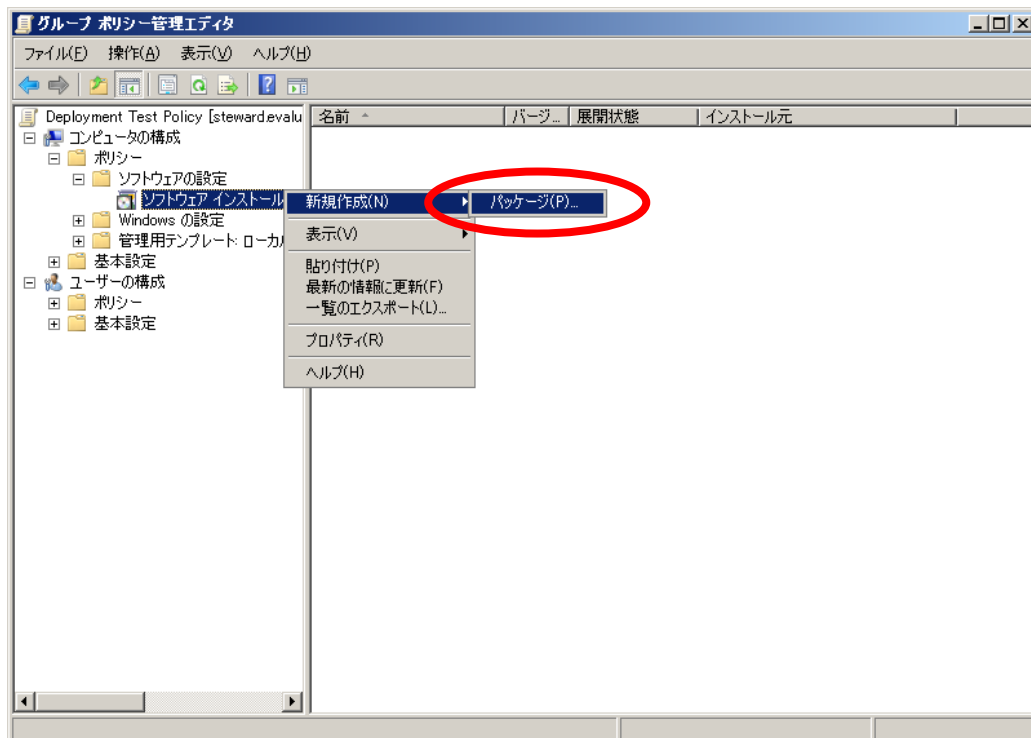 グループ ポリシー管理エディタ
ファイル(F) 操作(A) 表示(V) ヘルプ(H)
Deployment Test Policy [steward.evalu
名前 バージ... 展開状態 インストール元
コンピュータの構成
ポリシー
ソフトウェアの設定
ソフトウェア インストール
Windows の設定
管理用テンプレート: ローカル
基本設定
ユーザーの構成
ポリシー
基本設定
新規作成(N)
パッケージ(P)...
表示(V)
貼り付け(P)
最新の情報に更新(F)
一覧のエクスポート(L)...
プロパティ(R)
ヘルプ(H)